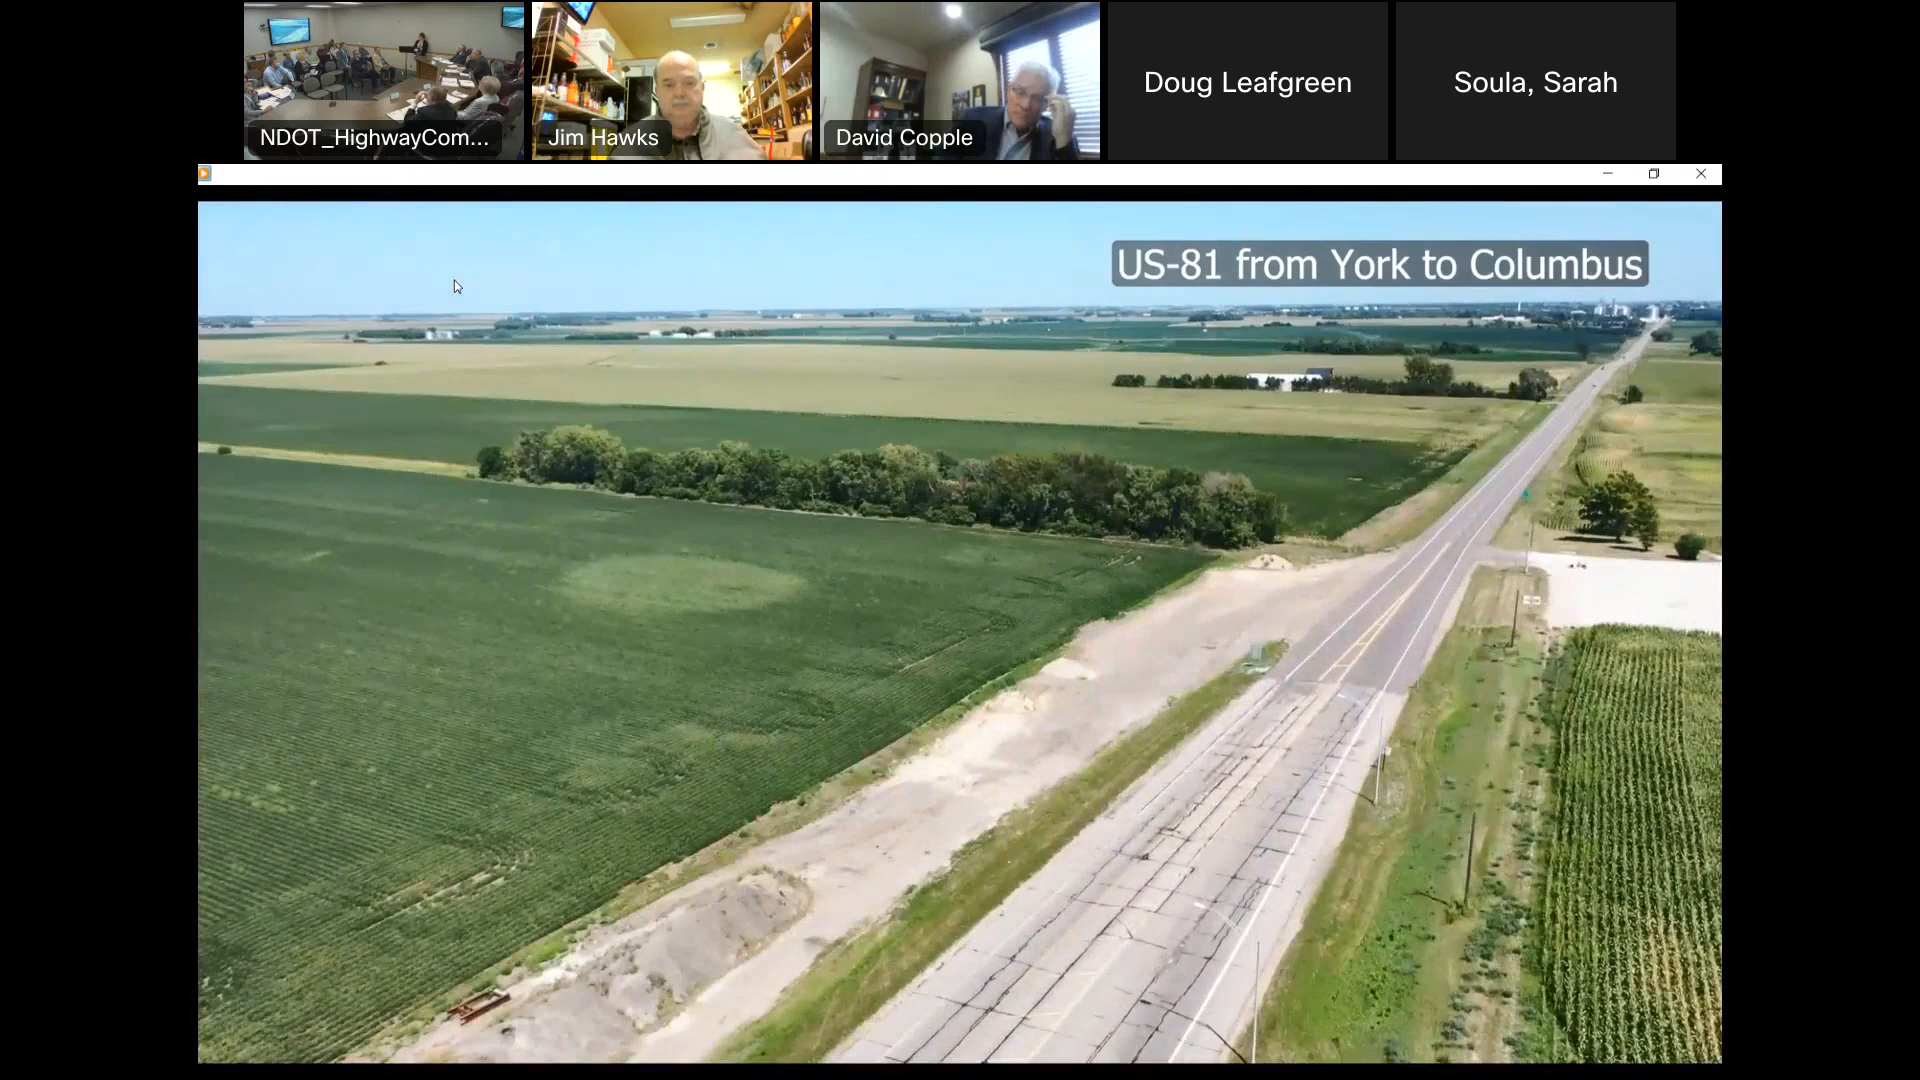 NDOT_HighwayCom...
Jim Hawks
David Copple
Doug Leafgreen
Soula, Sarah
US-81 from York to Columbus